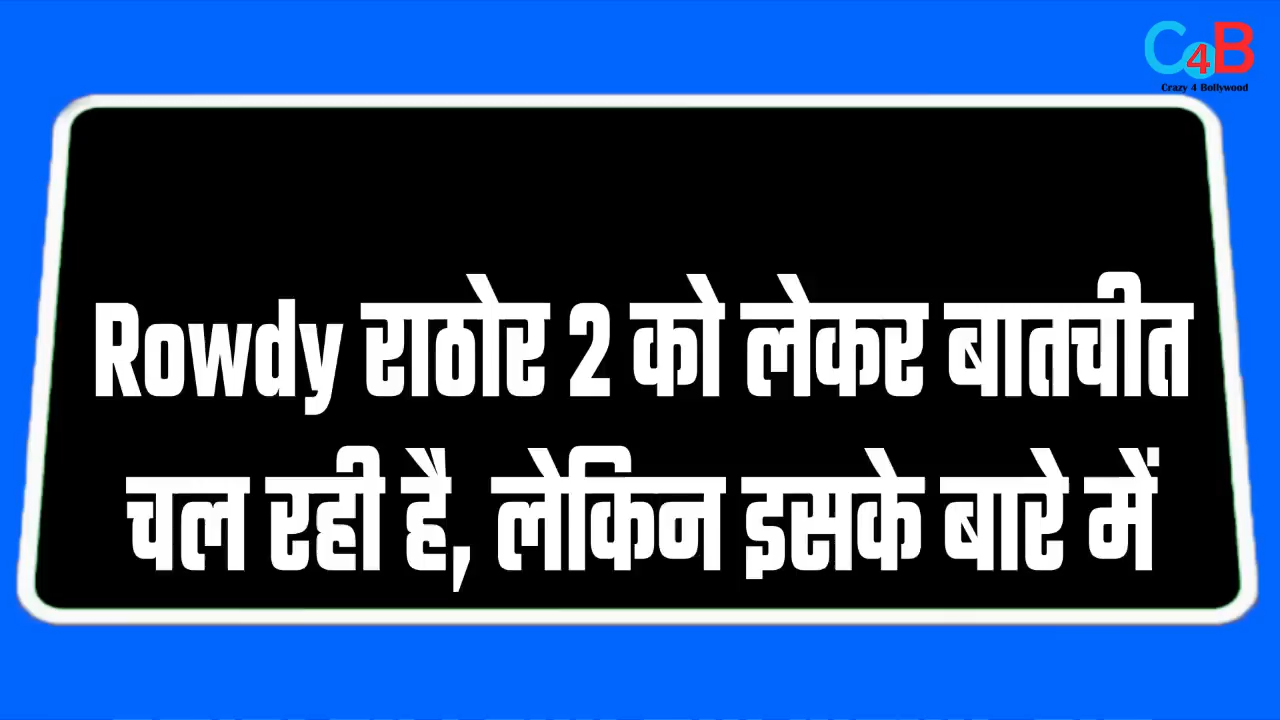 C4B
Crazy 4 Bollywood
Rowdy राठोर 2 को लेकर बातचीत
चल रही है, लेकिन इसके बारे में